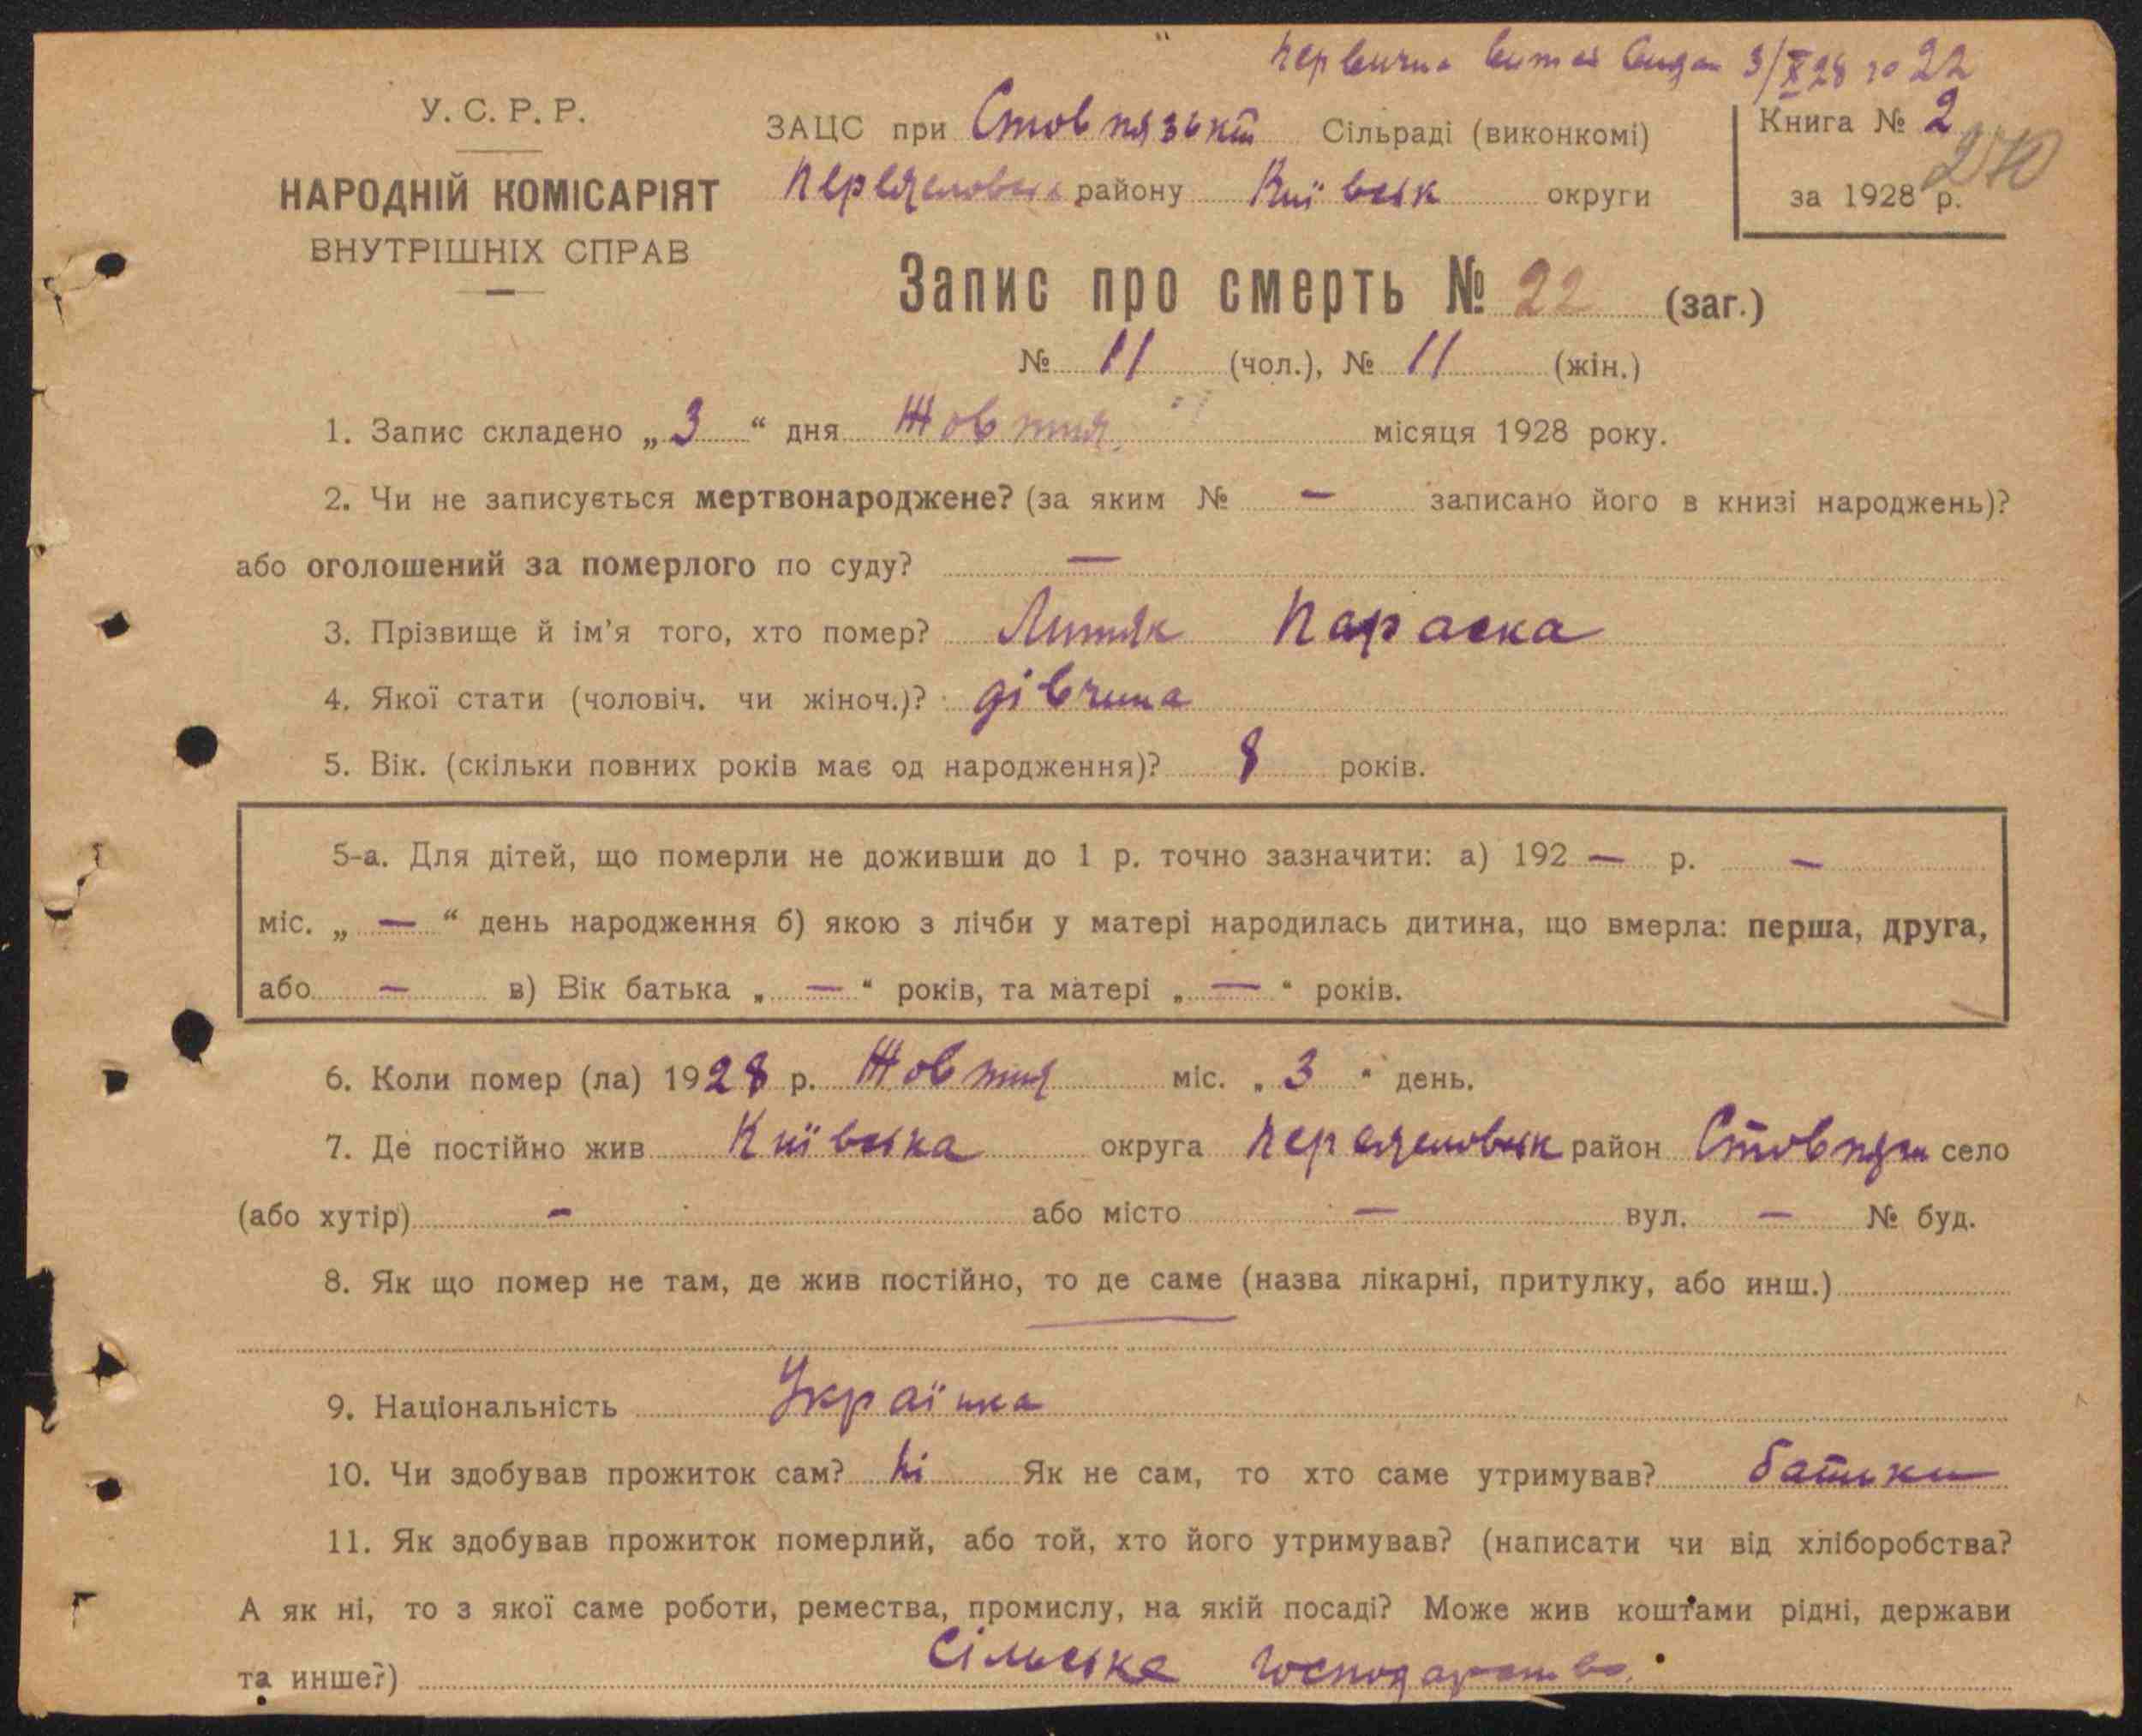 3/X 28 го 22
У. С. Р. Р.
НАРОДНІЙ КОМІСАРІЯТ
ВНУТРІШНІХ СПРАВ
ЗАЦС при Стовпязькій Сільраді (виконкомі)
району Київськ округи
Книга № 2
270
за 1928 р.
Запис про смерть № 22 (заг.)
№ 11 (чол.), № 11 (жін.)
1. Запис складено „ 3 “ дня Жовтня місяця 1928 року.
2. Чи не записується мертвонароджене? (за яким № — записано його в книзі народжень)?
або оголошений за померлого по суду? —
3. Прізвище й ім'я того, хто помер? Литяк Параска
4. Якої стати (чоловіч. чи жіноч.)? дівчина
5. Вік. (скільки повних років має од народження)? 8 років.
5-а. Для дітей, що померли не доживши до 1 р. точно зазначити: а) 192 — р. —
міс. „ — “ день народження б) якою з лічби у матері народилась дитина, що вмерла: перша, друга,
або — в) Вік батька „ — “ років, та матері „ — “ років.
6. Коли помер (ла) 1928 р. Жовтня міс. „ 3 “ день.
7. Де постійно жив Київська округа район Стовпяги село
(або хутір) — або місто — вул. — № буд.
8. Як що помер не там, де жив постійно, то де саме (назва лікарні, притулку, або инш.)
—
9. Національність Українка
10. Чи здобував прожиток сам? Ні Як не сам, то хто саме утримував? батьки
11. Як здобував прожиток померлий, або той, хто його утримував? (написати чи від хліборобства?
А як ні, то з якої саме роботи, ремества, промислу, на якій посаді? Може жив коштами рідні, держави
та инше?) Сільське господарство.